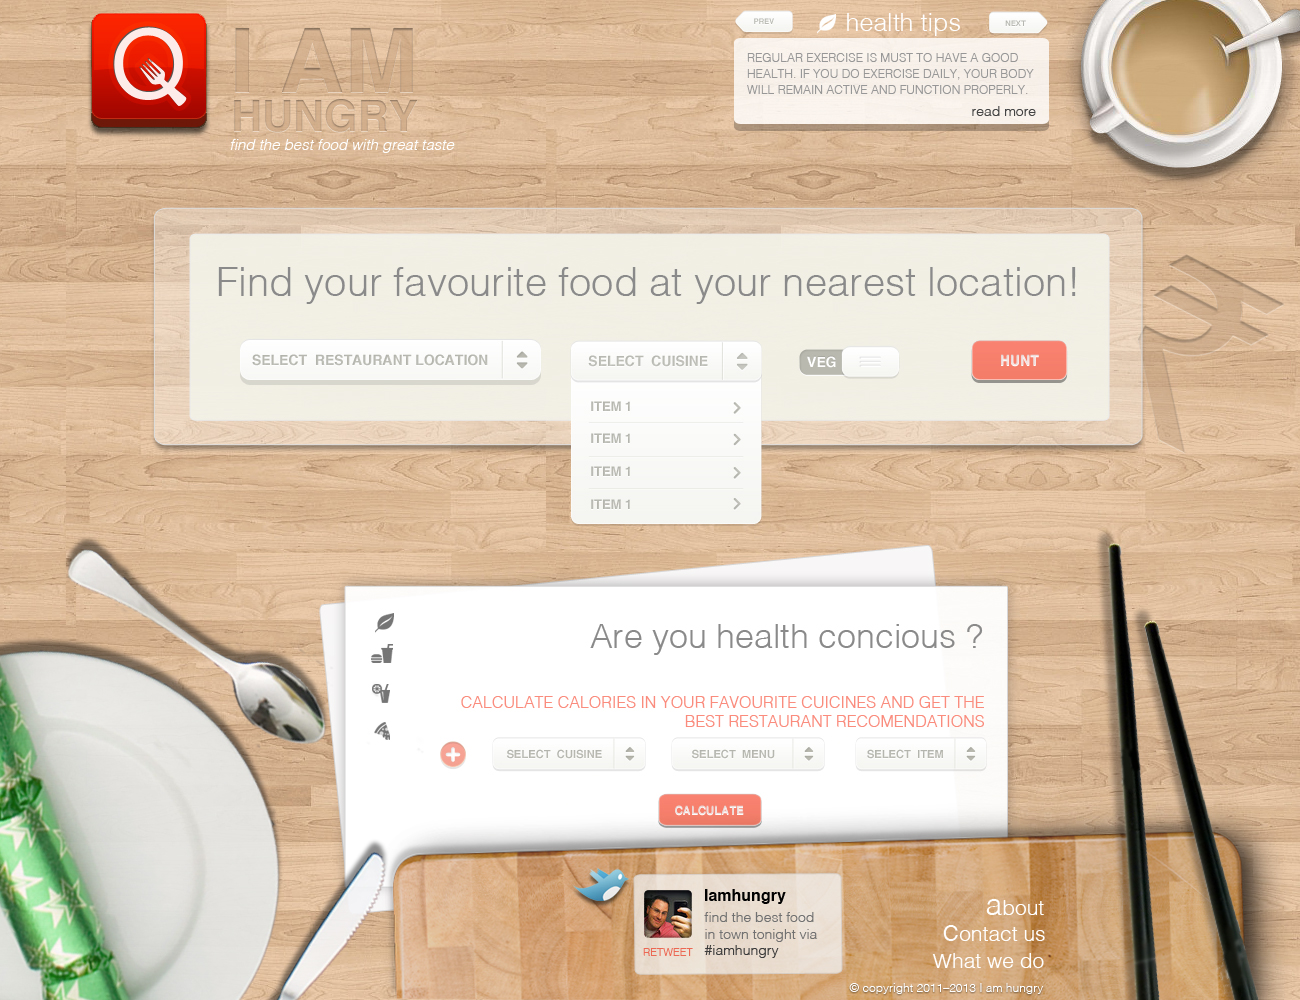 I AM
HUNGRY
find the best food with great taste
PREV
health tips
NEXT
REGULAR EXERCISE IS MUST TO HAVE A GOOD
HEALTH. IF YOU DO EXERCISE DAILY, YOUR BODY
WILL REMAIN ACTIVE AND FUNCTION PROPERLY.
read more
Find your favourite food at your nearest location!
SELECT RESTAURANT LOCATION
SELECT CUISINE
VEG
HUNT
ITEM 1
ITEM 1
ITEM 1
ITEM 1
Are you health concious ?
CALCULATE CALORIES IN YOUR FAVOURITE CUICINES AND GET THE
BEST RESTAURANT RECOMENDATIONS
SELECT CUISINE
SELECT MENU
SELECT ITEM
CALCULATE
Iamhungry
find the best food
in town tonight via
#iamhungry
RETWEET
about
Contact us
What we do
© copyright 2011–2013 I am hungry